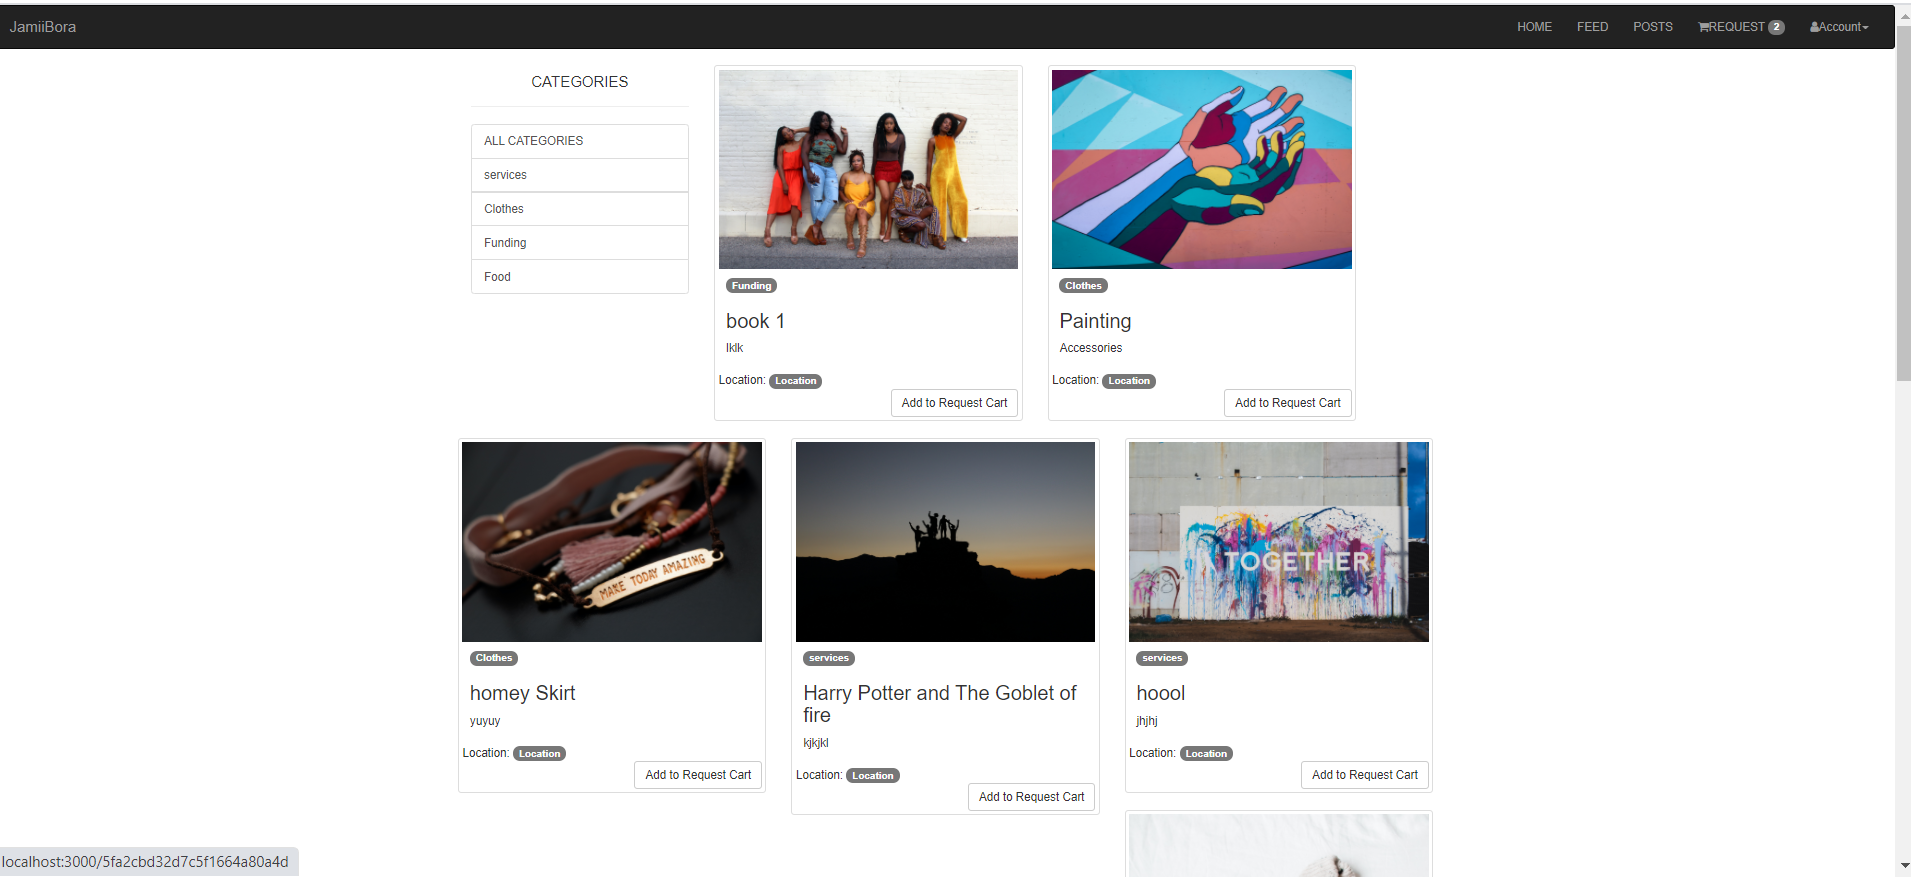 JamiiBora
HOME FEED POSTS REQUEST 2 Account
CATEGORIES
ALL CATEGORIES
services
Clothes
Funding
Food
Funding
book 1
lklk
Location: Location
Add to Request Cart
Clothes
Painting
Accessories
Location: Location
Add to Request Cart
MAKE TODAY AMAZING
Clothes
homey Skirt
yuyuy
Location: Location
Add to Request Cart
services
Harry Potter and The Goblet of
fire
kjkjkl
Location: Location
Add to Request Cart
TOGETHER
services
hoool
jhjhj
Location: Location
Add to Request Cart
localhost:3000/5fa2cbd32d7c5f1664a80a4d